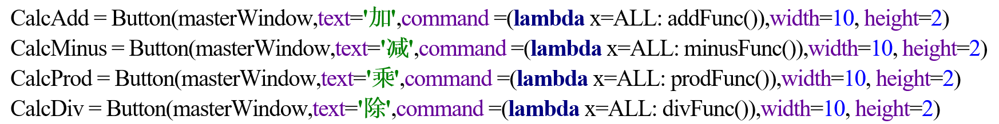 CalcAdd = Button(masterWindow,text='加',command =(lambda x=ALL: addFunc()),width=10, height=2)
CalcMinus = Button(masterWindow,text='减',command =(lambda x=ALL: minusFunc()),width=10, height=2)
CalcProd = Button(masterWindow,text='乘',command =(lambda x=ALL: prodFunc()),width=10, height=2)
CalcDiv = Button(masterWindow,text='除',command =(lambda x=ALL: divFunc()),width=10, height=2)